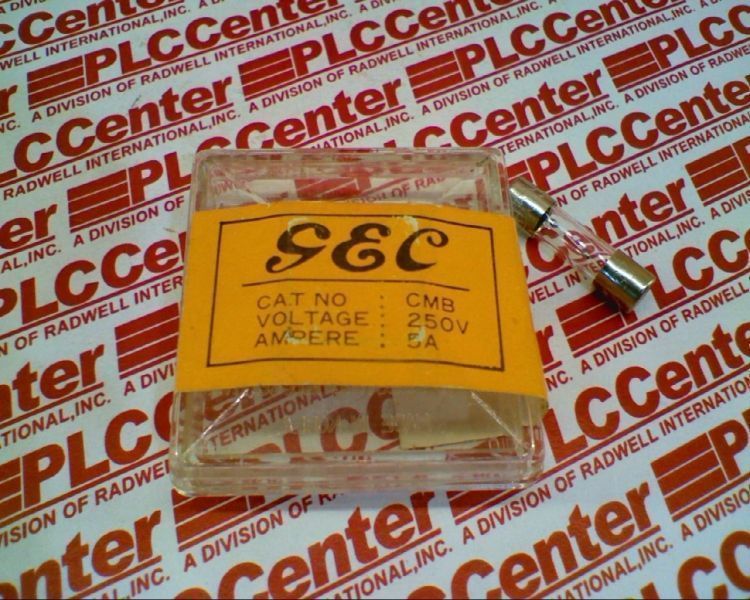 GEC
CAT NO : CMB
VOLTAGE : 250V
AMPERE : 5A
PLCCenter
A DIVISION OF RADWELL INTERNATIONAL, INC.